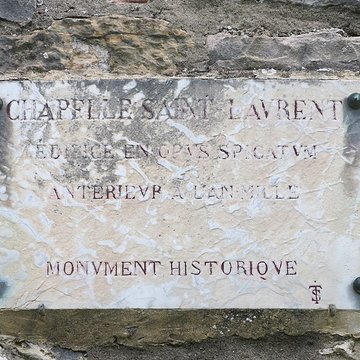 CHAPELLE SAINT LAVRENT
EDIFICE EN OPVS SPICATVM
ANTERIEVR A L'AN MILLE
MONVMENT HISTORIQVE